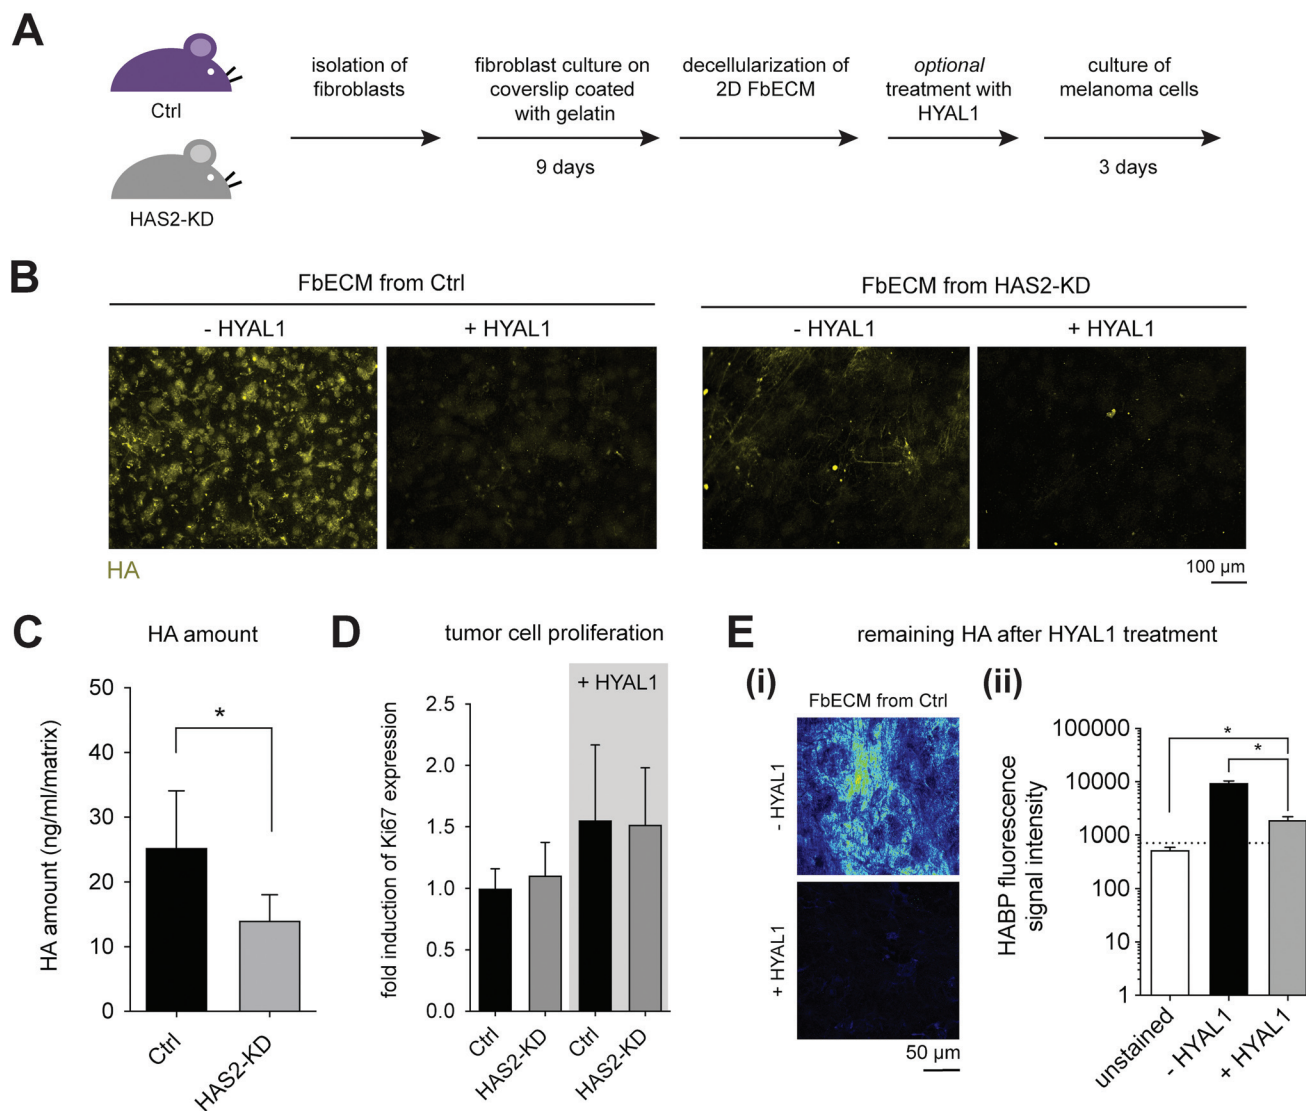 A
Ctrl
HAS2-KD
isolation of
fibroblasts
fibroblast culture on
coverslip coated
with gelatin
9 days
decellularization of
2D FbECM
optional
treatment with
HYAL1
culture of
melanoma cells
3 days
B
FbECM from Ctrl
FbECM from HAS2-KD
- HYAL1
+ HYAL1
- HYAL1
+ HYAL1
HA
100 µm
C
HA amount
HA amount (ng/ml/matrix)
50
40
30
20
10
0
*
Ctrl
HAS2-KD
D
tumor cell proliferation
+ HYAL1
fold induction of Ki67 expression
2.5
2.0
1.5
1.0
0.5
0.0
Ctrl
HAS2-KD
Ctrl
HAS2-KD
E
remaining HA after HYAL1 treatment
(i)
FbECM from Ctrl
- HYAL1
+ HYAL1
50 µm
(ii)
HABP fluorescence
signal intensity
100000
10000
1000
100
10
1
*
*
unstained
- HYAL1
+ HYAL1